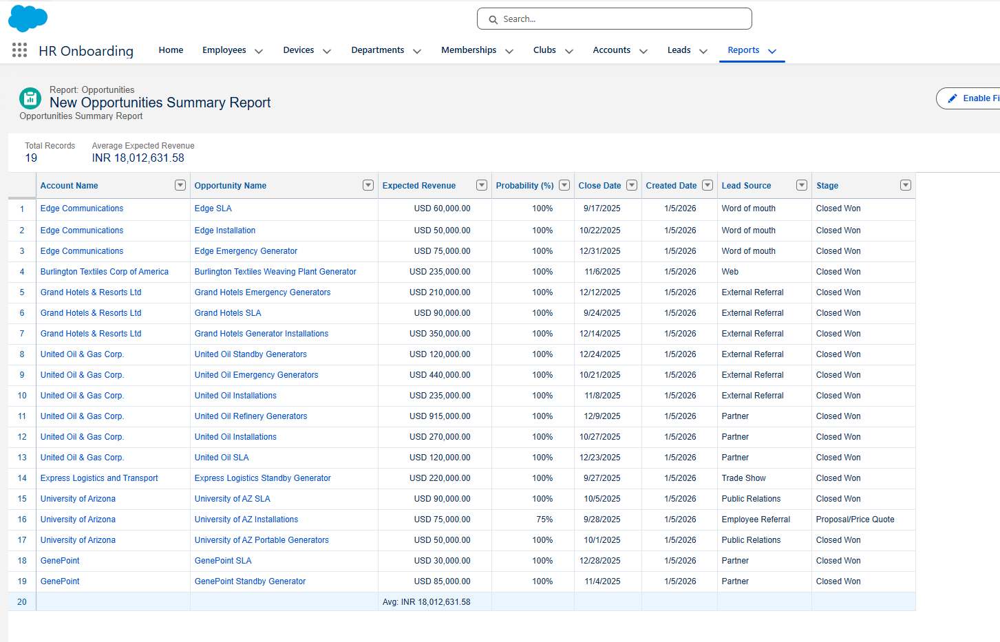 Search...
HR Onboarding Home Employees Devices Departments Memberships Clubs Accounts Leads Reports
Report: Opportunities
New Opportunities Summary Report
Enable Fi
Opportunities Summary Report
Total Records Average Expected Revenue
19 INR 18,012,631.58
Account Name Opportunity Name Expected Revenue Probability (%) Close Date Created Date Lead Source Stage
1 Edge Communications Edge SLA USD 60,000.00 100% 9/17/2025 1/5/2026 Word of mouth Closed Won
2 Edge Communications Edge Installation USD 50,000.00 100% 10/22/2025 1/5/2026 Word of mouth Closed Won
3 Edge Communications Edge Emergency Generator USD 75,000.00 100% 12/31/2025 1/5/2026 Word of mouth Closed Won
4 Burlington Textiles Corp of America Burlington Textiles Weaving Plant Generator USD 235,000.00 100% 11/6/2025 1/5/2026 Web Closed Won
5 Grand Hotels & Resorts Ltd Grand Hotels Emergency Generators USD 210,000.00 100% 12/12/2025 1/5/2026 External Referral Closed Won
6 Grand Hotels & Resorts Ltd Grand Hotels SLA USD 90,000.00 100% 9/24/2025 1/5/2026 External Referral Closed Won
7 Grand Hotels & Resorts Ltd Grand Hotels Generator Installations USD 350,000.00 100% 12/14/2025 1/5/2026 External Referral Closed Won
8 United Oil & Gas Corp. United Oil Standby Generators USD 120,000.00 100% 12/24/2025 1/5/2026 External Referral Closed Won
9 United Oil & Gas Corp. United Oil Emergency Generators USD 440,000.00 100% 10/21/2025 1/5/2026 External Referral Closed Won
10 United Oil & Gas Corp. United Oil Installations USD 235,000.00 100% 11/8/2025 1/5/2026 External Referral Closed Won
11 United Oil & Gas Corp. United Oil Refinery Generators USD 915,000.00 100% 12/9/2025 1/5/2026 Partner Closed Won
12 United Oil & Gas Corp. United Oil Installations USD 270,000.00 100% 10/27/2025 1/5/2026 Partner Closed Won
13 United Oil & Gas Corp. United Oil SLA USD 120,000.00 100% 12/23/2025 1/5/2026 Partner Closed Won
14 Express Logistics and Transport Express Logistics Standby Generator USD 220,000.00 100% 9/27/2025 1/5/2026 Trade Show Closed Won
15 University of Arizona University of AZ SLA USD 90,000.00 100% 10/5/2025 1/5/2026 Public Relations Closed Won
16 University of Arizona University of AZ Installations USD 75,000.00 75% 9/28/2025 1/5/2026 Employee Referral Proposal/Price Quote
17 University of Arizona University of AZ Portable Generators USD 50,000.00 100% 10/1/2025 1/5/2026 Public Relations Closed Won
18 GenePoint GenePoint SLA USD 30,000.00 100% 12/28/2025 1/5/2026 Partner Closed Won
19 GenePoint GenePoint Standby Generator USD 85,000.00 100% 11/4/2025 1/5/2026 Partner Closed Won
20 Avg: INR 18,012,631.58